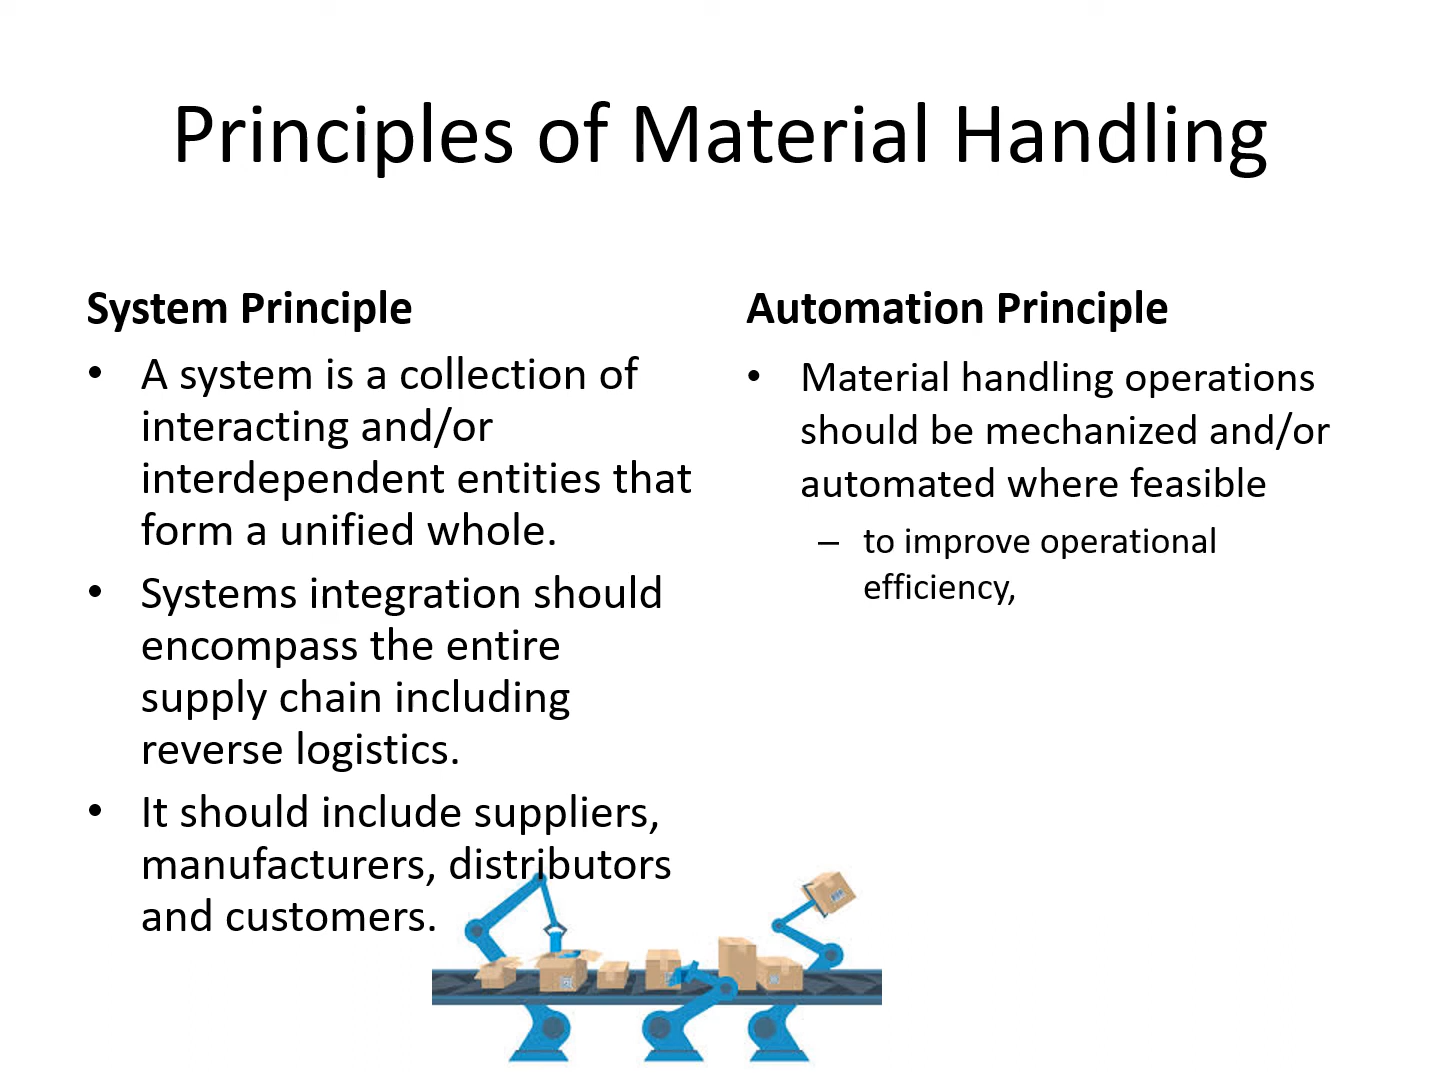 Principles of Material Handling
System Principle
• A system is a collection of
interacting and/or
interdependent entities that
form a unified whole.
• Systems integration should
encompass the entire
supply chain including
reverse logistics.
• It should include suppliers,
manufacturers, distributors
and customers.
Automation Principle
• Material handling operations
should be mechanized and/or
automated where feasible
– to improve operational
efficiency,